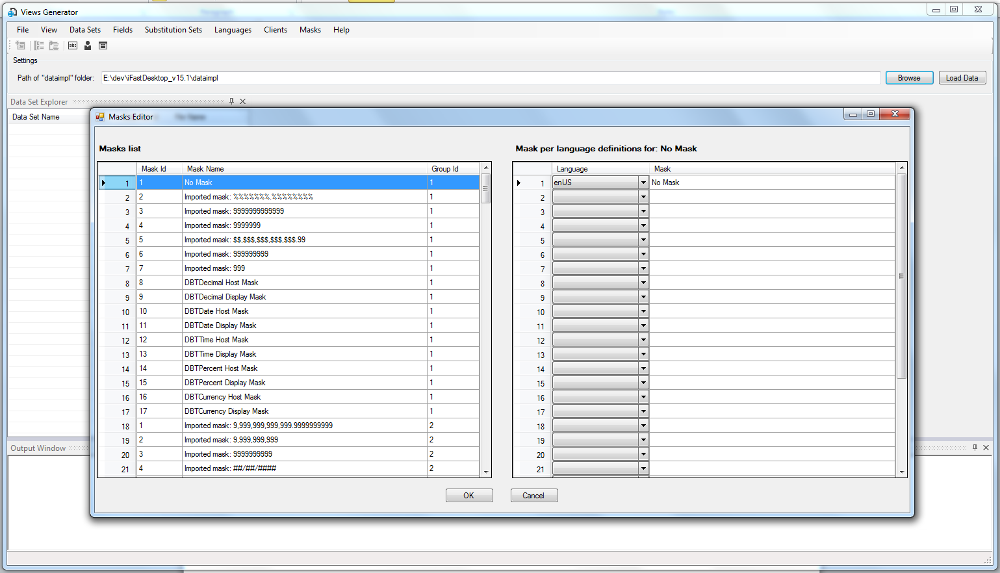 Views Generator
File View Data Sets Fields Substitution Sets Languages Clients Masks Help
abc
Settings
Path of "dataimpl" folder: E:\dev\iFastDesktop_v15.1\dataimpl Browse Load Data
Data Set Explorer
Data Set Name
Masks Editor
Masks list
Mask Id Mask Name Group Id
1 1 No Mask 1
2 2 Imported mask: %%%%%%%.%%%%%%%% 1
3 3 Imported mask: 9999999999999 1
4 4 Imported mask: 9999999 1
5 5 Imported mask: $$,$$$,$$$,$$$,$$$.99 1
6 6 Imported mask: 999999999 1
7 7 Imported mask: 999 1
8 8 DBTDecimal Host Mask 1
9 9 DBTDecimal Display Mask 1
10 10 DBTDate Host Mask 1
11 11 DBTDate Display Mask 1
12 12 DBTTime Host Mask 1
13 13 DBTTime Display Mask 1
14 14 DBTPercent Host Mask 1
15 15 DBTPercent Display Mask 1
16 16 DBTCurrency Host Mask 1
17 17 DBTCurrency Display Mask 1
18 1 Imported mask: 9,999,999,999,999.9999999999 2
19 2 Imported mask: 9,999,999,999 2
20 3 Imported mask: 9999999999 2
21 4 Imported mask: ##/##/#### 2
Mask per language definitions for: No Mask
Language Mask
1 enUS No Mask
2
3
4
5
6
7
8
9
10
11
12
13
14
15
16
17
18
19
20
21
OK Cancel
Output Window